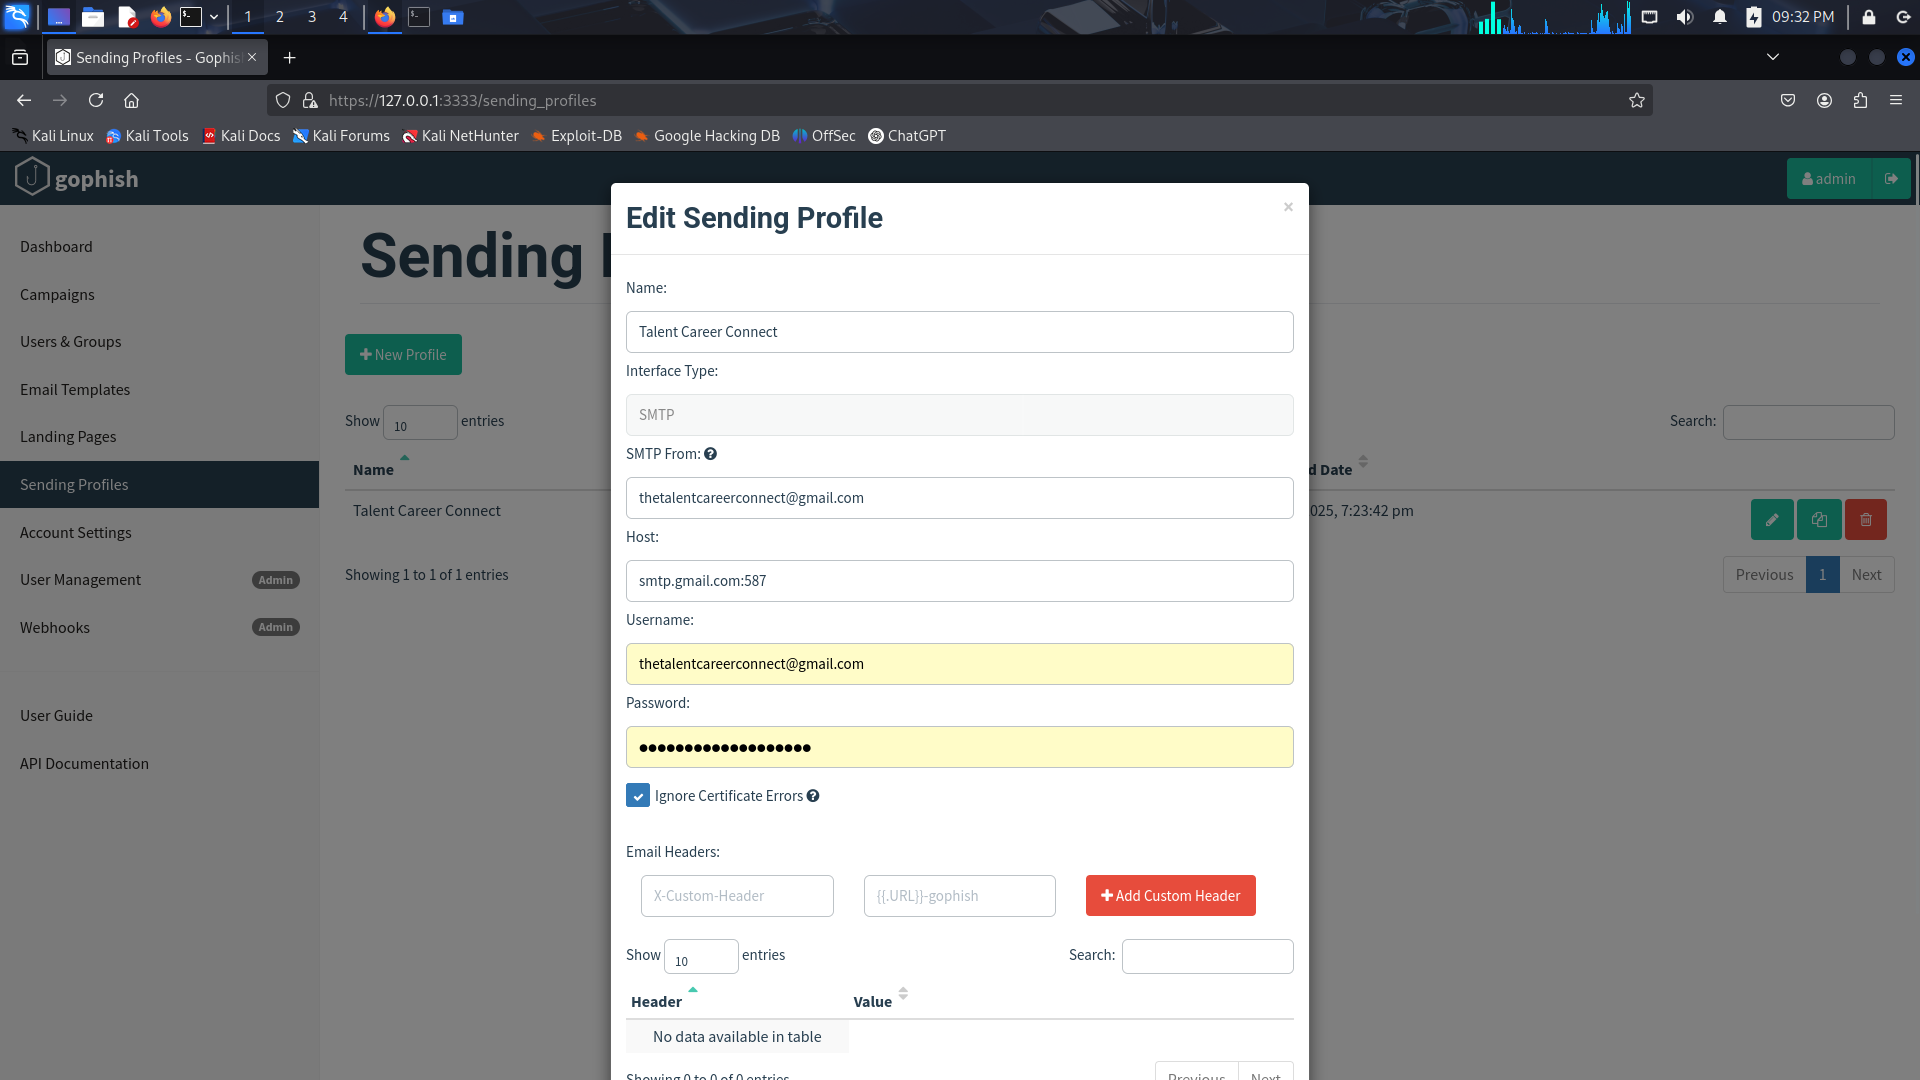 1 2 3 4 09:32 PM
Sending Profiles - Gophis
https://127.0.0.1:3333/sending_profiles
Kali Linux Kali Tools Kali Docs Kali Forums Kali NetHunter Exploit-DB Google Hacking DB OffSec ChatGPT
gophish
admin
Dashboard
Campaigns
Users & Groups
Email Templates
Landing Pages
Sending Profiles
Account Settings
User Management Admin
Webhooks Admin
User Guide
API Documentation
Sending
New Profile
Show 10 entries
Search:
Name
d Date
Talent Career Connect
025, 7:23:42 pm
Showing 1 to 1 of 1 entries
Previous 1 Next
Edit Sending Profile
×
Name:
Talent Career Connect
Interface Type:
SMTP
SMTP From:
thetalentcareerconnect@gmail.com
Host:
smtp.gmail.com:587
Username:
thetalentcareerconnect@gmail.com
Password:
Ignore Certificate Errors
Email Headers:
X-Custom-Header {{.URL}}-gophish Add Custom Header
Show 10 entries Search:
Header Value
No data available in table
Showing 0 to 0 of 0 entries
Previous Next